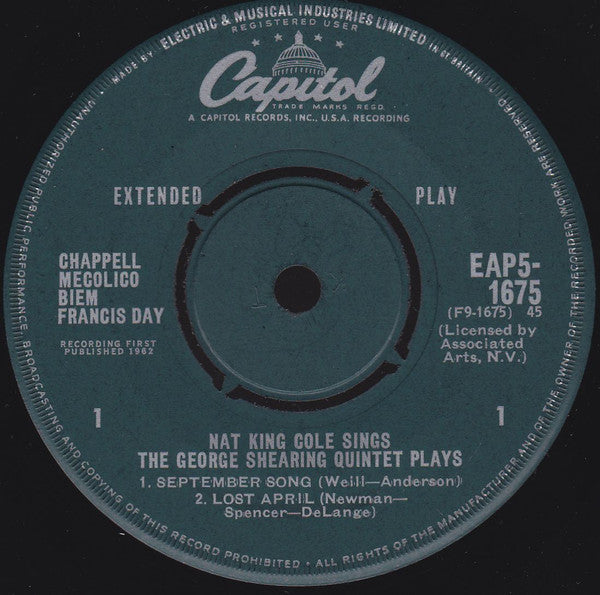 MADE BY ELECTRIC & MUSICAL INDUSTRIES LIMITED IN GT. BRITAIN
REGISTERED USER
Capitol
TRADE MARKS REGD.
A CAPITOL RECORDS, INC., U.S.A. RECORDING
EXTENDED PLAY
CHAPPELL
MECOLICO
BIEM
FRANCIS DAY
RECORDING FIRST
PUBLISHED 1962
EAP5-
1675
(F9-1675) 45
(Licensed by
Associated
Arts, N.V.)
1 1
NAT KING COLE SINGS
THE GEORGE SHEARING QUINTET PLAYS
1. SEPTEMBER SONG (Weill—Anderson)
2. LOST APRIL (Newman—
Spencer—DeLange)
ALL RIGHTS OF THE MANUFACTURER AND OF THE OWNER OF THE RECORDED WORK ARE RESERVED.
UNAUTHORIZED PUBLIC PERFORMANCE, BROADCASTING AND COPYING OF THIS RECORD PROHIBITED •